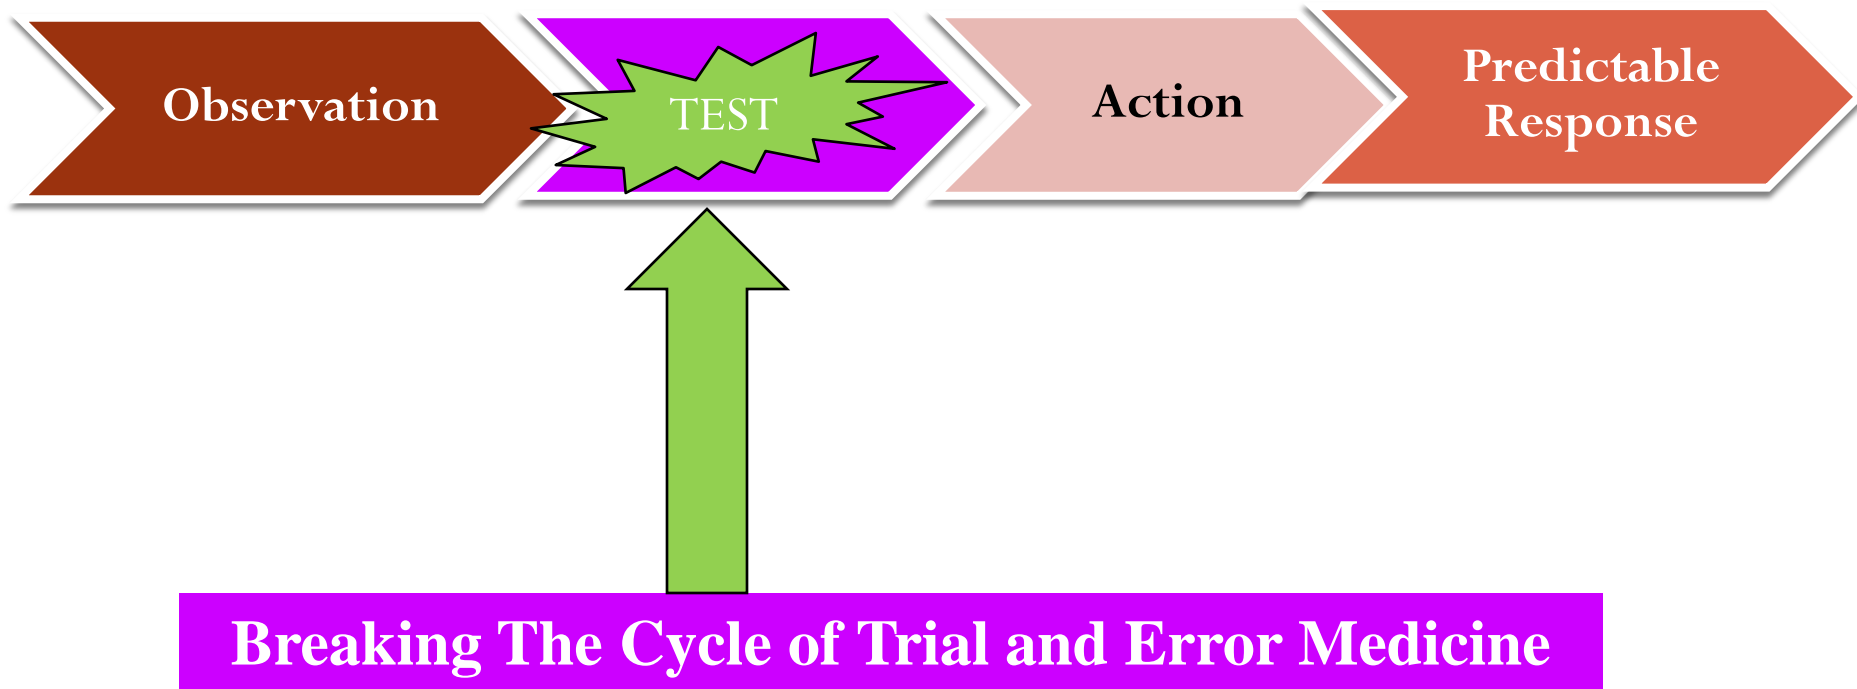 Observation
TEST
Action
Predictable
Response
Breaking The Cycle of Trial and Error Medicine